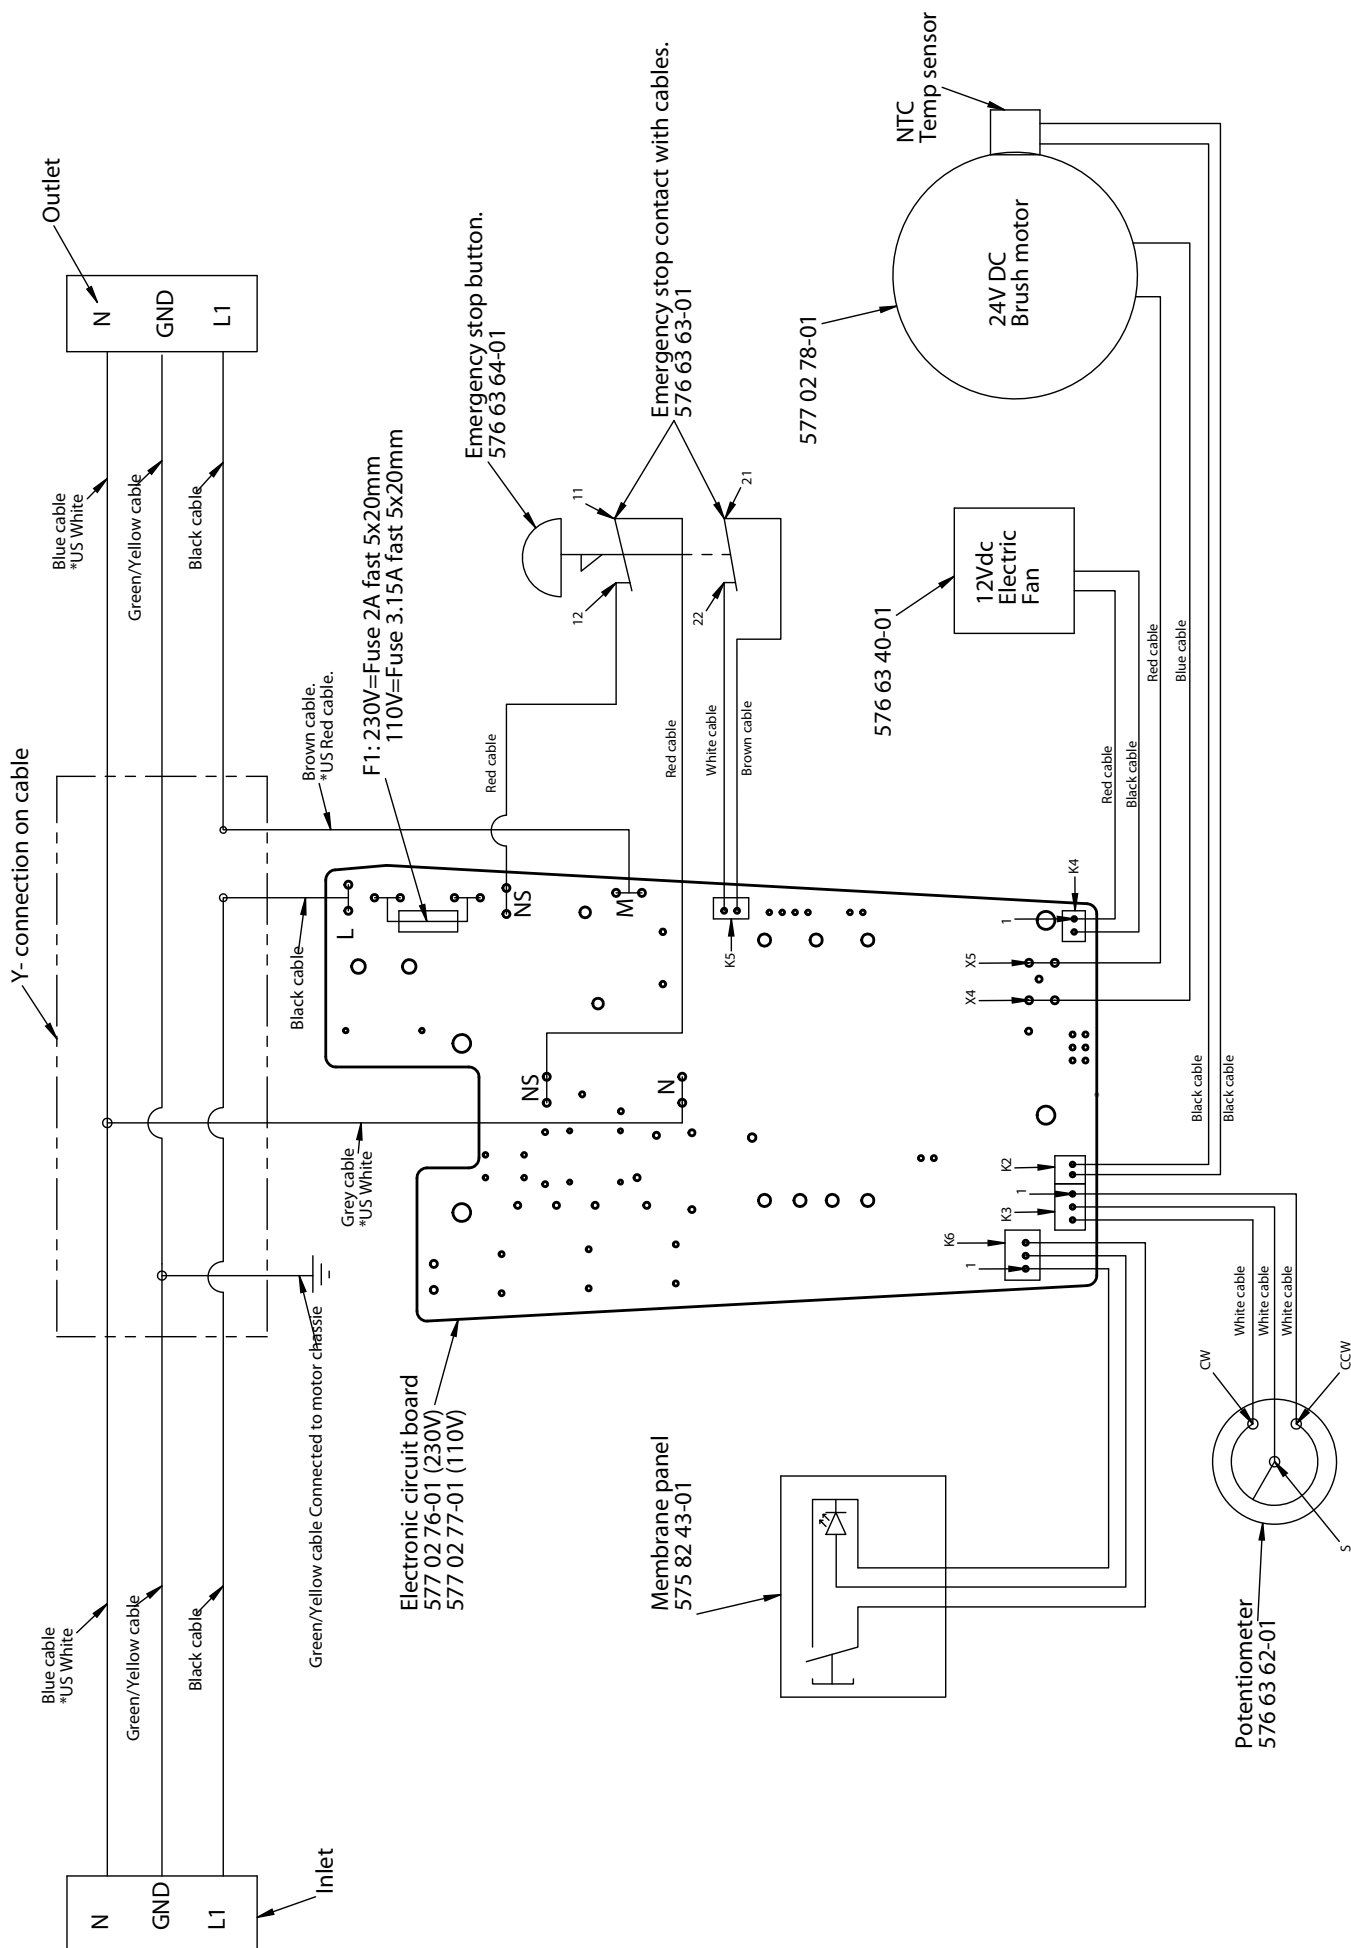 Y- connection on cable
Inlet
N
GND
L1
Blue cable
*US White
Green/Yellow cable
Black cable
Blue cable
*US White
Green/Yellow cable
Black cable
Outlet
N
GND
L1
Green/Yellow cable Connected to motor chassie
Grey cable
*US White
Black cable
Brown cable.
*US Red cable.
F1: 230V=Fuse 2A fast 5x20mm
110V=Fuse 3.15A fast 5x20mm
Emergency stop button.
576 63 64-01
Emergency stop contact with cables.
576 63 63-01
11
12
21
22
Red cable
Red cable
White cable
Brown cable
L
NS
M
NS
N
K5
Electronic circuit board
577 02 76-01 (230V)
577 02 77-01 (110V)
Membrane panel
575 82 43-01
1
K6
K3
1
K2
X4
X5
1
K4
576 63 40-01
12Vdc
Electric
Fan
Red cable
Black cable
577 02 78-01
24V DC
Brush motor
NTC
Temp sensor
Red cable
Blue cable
Black cable
Black cable
Potentiometer
576 63 62-01
CW
S
CCW
White cable
White cable
White cable